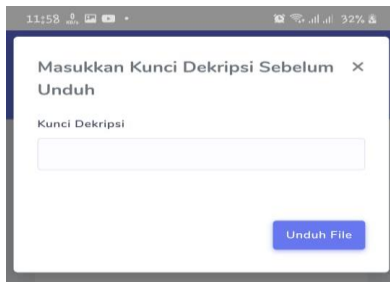 11:58 32%
Masukkan Kunci Dekripsi Sebelum ×
Unduh
Kunci Dekripsi
Unduh File